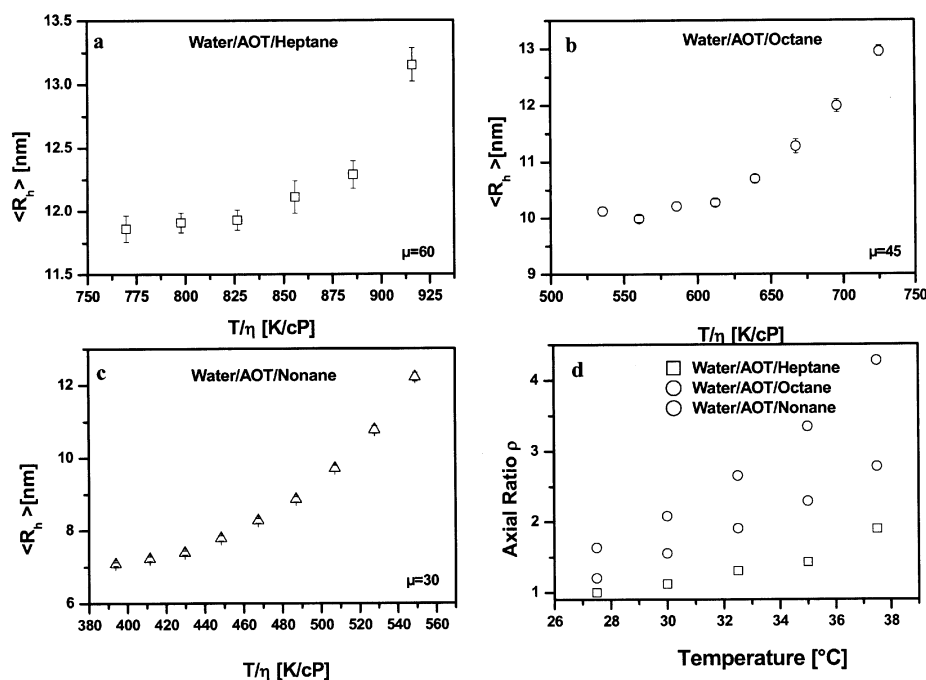 a
Water/AOT/Heptane
13.5
13.0
12.5
12.0
11.5
<R_h> [nm]
μ=60
750 775 800 825 850 875 900 925
T/η [K/cP]
b
Water/AOT/Octane
13
12
11
10
9
<R_h >[nm]
μ=45
500 550 600 650 700 750
T/η [K/cP]
c
Water/AOT/Nonane
12
10
8
6
<R_h >[nm]
μ=30
380 400 420 440 460 480 500 520 540 560
T/η [K/cP]
d
Water/AOT/Heptane
Water/AOT/Octane
Water/AOT/Nonane
4
3
2
1
Axial Ratio ρ
26 28 30 32 34 36 38
Temperature [°C]